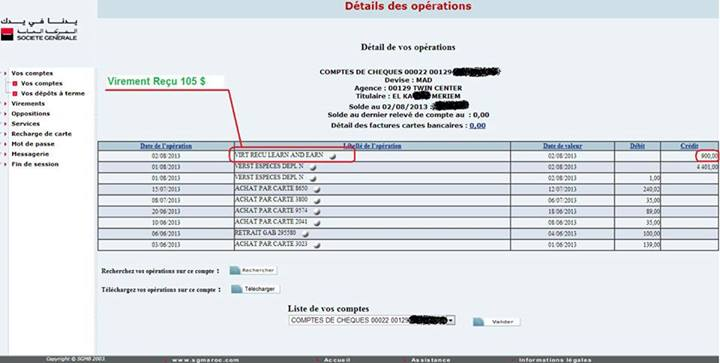 Détails des opérations
يدنا في يدك
الشركة العامة
SOCIETE GENERALE
Détail de vos opérations
Vos comptes
Vos comptes
Vos dépôts à terme
Virements
Oppositions
Services
Recharge de carte
Mot de passe
Messagerie
Fin de session
COMPTES DE CHEQUES 00022 00129
Devise : MAD
Agence : 00129 TWIN CENTER
Titulaire : EL KA MERIEM
Solde au 02/08/2013 :
Solde au dernier relevé de compte au : 0,00
Détail des factures cartes bancaires : 0,00
Virement Reçu 105 $
Date de l'opération Libellé de l'opération Date de valeur Débit Crédit
02/08/2013 VIRT RECU LEARN AND EARN 02/08/2013 900,00
01/08/2013 VERST ESPECES DEPL N 02/08/2013 4 401,00
01/08/2013 VERST ESPECES DEPL N 02/08/2013 1,00
15/07/2013 ACHAT PAR CARTE 8650 12/07/2013 240,02
08/07/2013 ACHAT PAR CARTE 3800 06/07/2013 35,00
20/06/2013 ACHAT PAR CARTE 9574 18/06/2013 89,00
10/06/2013 ACHAT PAR CARTE 2041 08/06/2013 35,00
06/06/2013 RETRAIT GAB 295580 04/06/2013 100,00
03/06/2013 ACHAT PAR CARTE 3023 01/06/2013 139,00
Recherchez vos opérations sur ce compte : Rechercher
Téléchargez vos opérations sur ce compte : Télécharger
Liste de vos comptes
COMPTES DE CHEQUES 00022 00129 Valider
Copyright © SGMB 2003. www.sgmaroc.com Accueil Assistance Informations légales